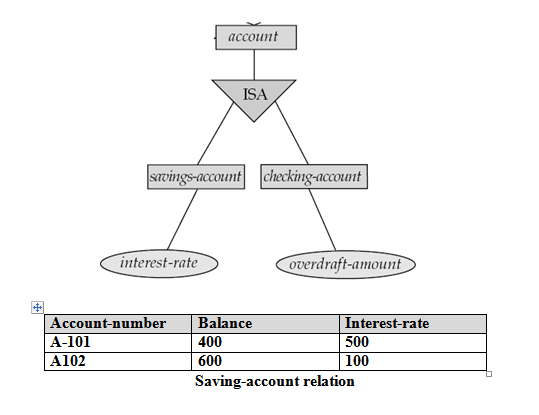 account
ISA
savings-account checking-account
interest-rate overdraft-amount
Account-number Balance Interest-rate
A-101 400 500
A102 600 100
Saving-account relation